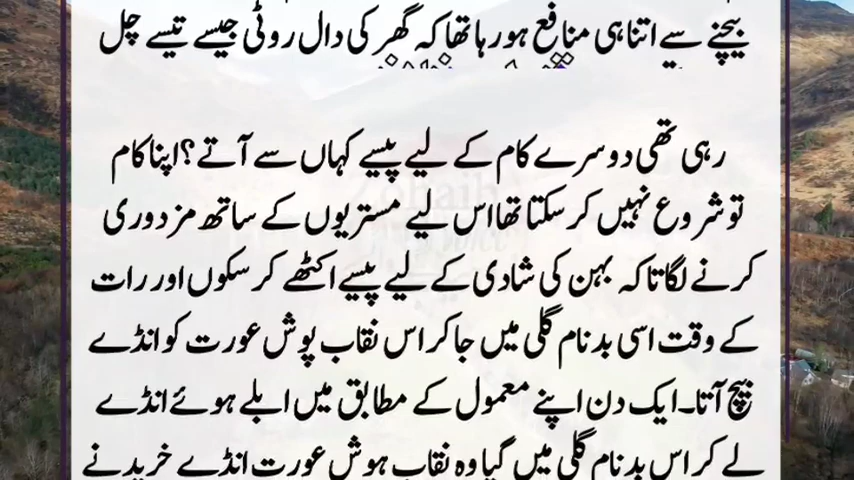 بیچنے سے اتنا ہی منافع ہو رہا تھا کہ گھر کی دال روٹی جیسے تیسے چل
رہی تھی دوسرے کام کے لیے پیسے کہاں سے آتے؟ اپنا کام
تو شروع نہیں کر سکتا تھا اس لیے مستریوں کے ساتھ مزدوری
کرنے لگا تاکہ بہن کی شادی کے لیے پیسے اکٹھے کر سکوں اور رات
کے وقت اسی بدنام گلی میں جا کر اس نقاب پوش عورت کو انڈے
بیچ آتا۔ ایک دن اپنے معمول کے مطابق میں ابلے ہوئے انڈے
لے کر اس بدنام گلی میں گیا وہ نقاب پوش عورت انڈے خریدنے
Zohaib